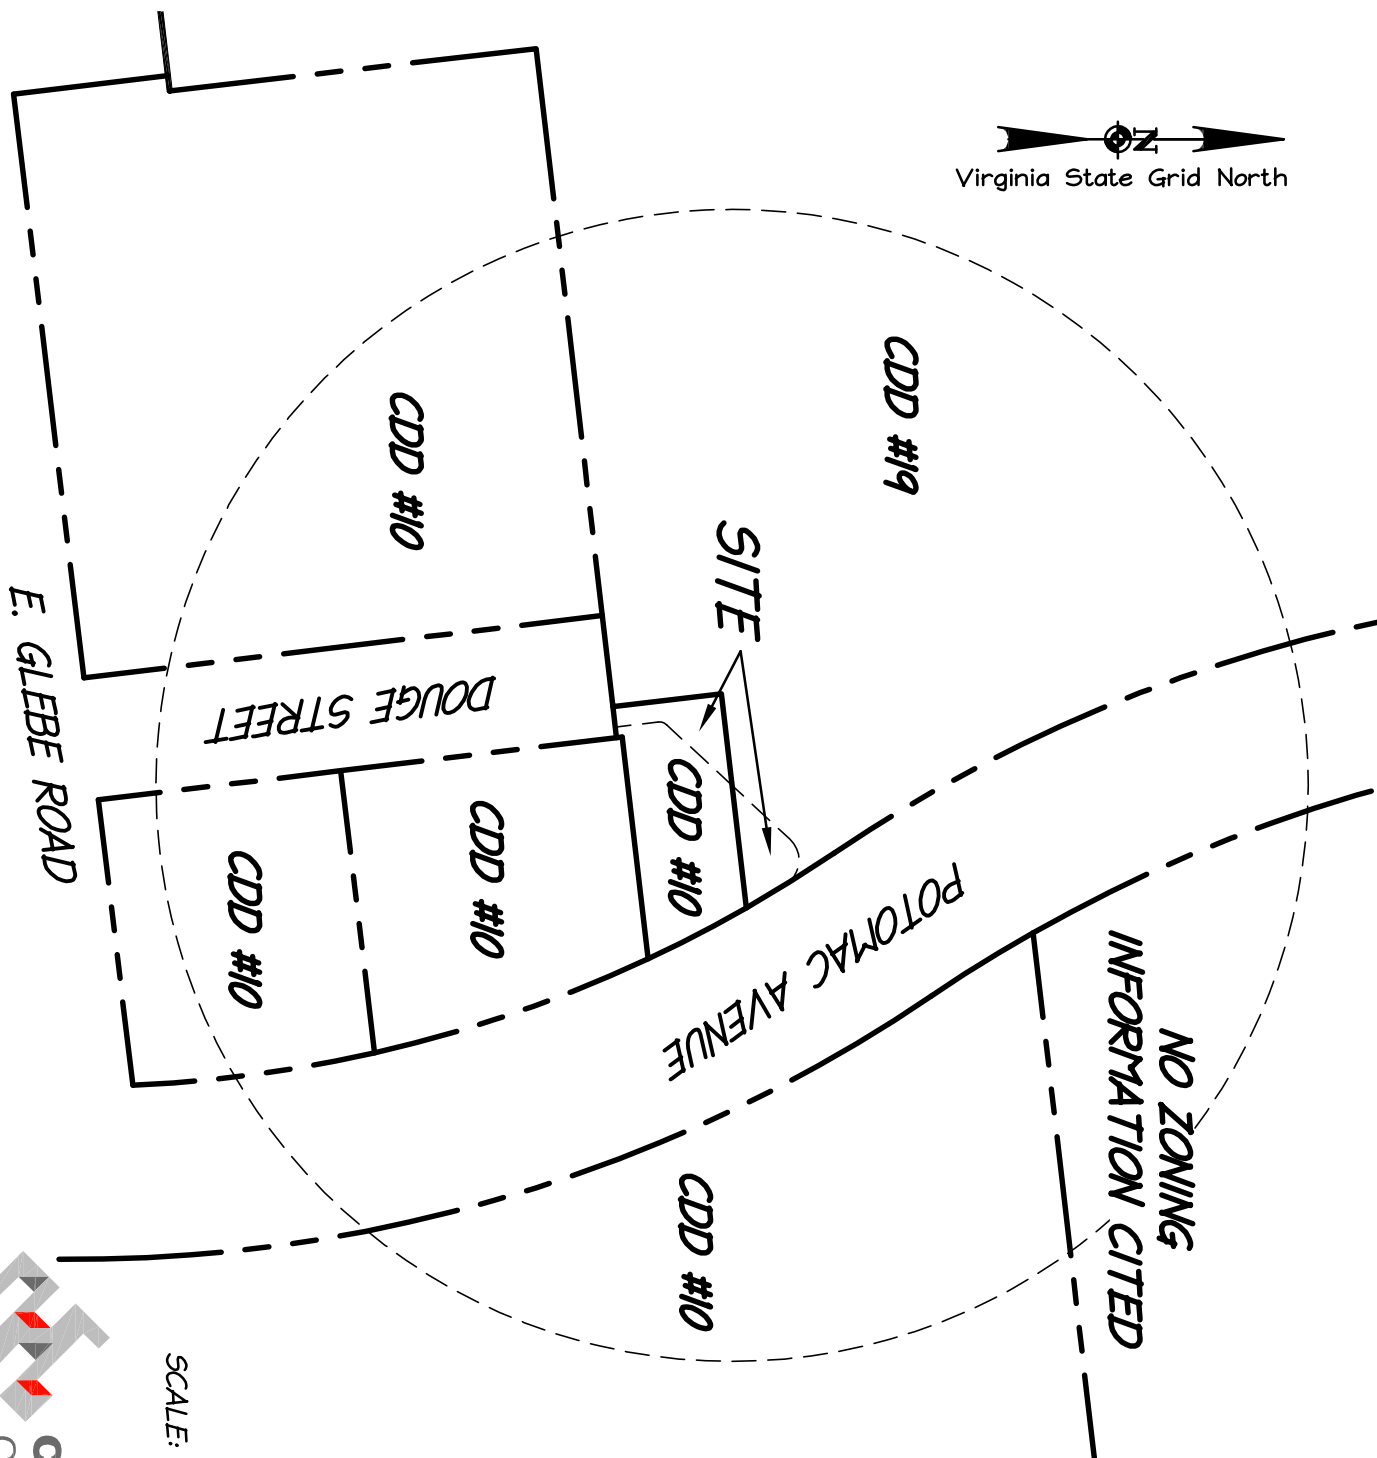 N
Virginia State Grid North
CDD #19
CDD #10
SITE
E. GLEBE ROAD
DOUGE STREET
CDD #10
CDD #10
CDD #10
POTOMAC AVENUE
NO ZONING
INFORMATION CITED
CDD #10
SCALE: